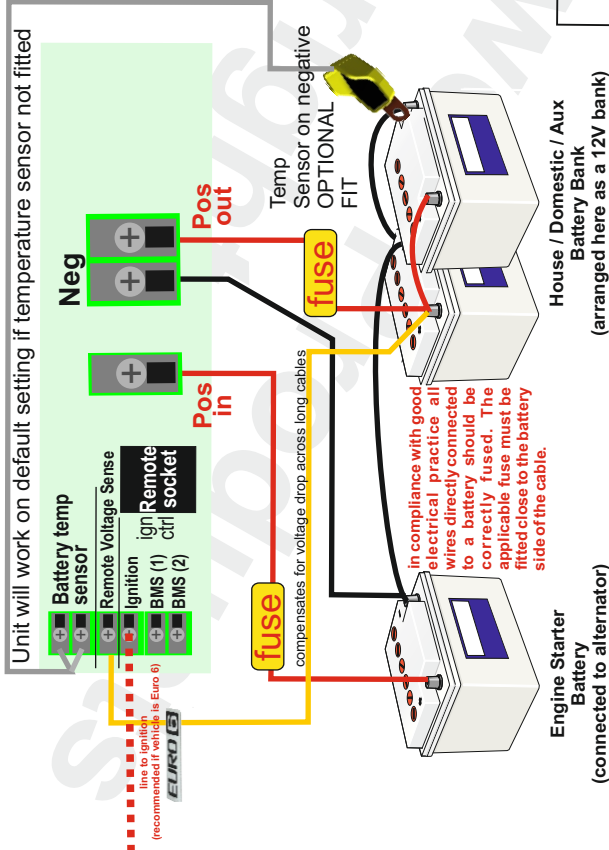 Unit will work on default setting if temperature sensor not fitted
Battery temp
sensor
Remote Voltage Sense
Ignition
BMS (1)
BMS (2)
ign
ctrl
Remote
socket
Neg
Pos
in
Pos
out
line to ignition
(recommended if vehicle is Euro 6)
EURO 6
fuse
fuse
compensates for voltage drop across long cables
Temp
Sensor on negative
OPTIONAL
FIT
in compliance with good
electrical practice all
wires directly connected
to a battery should be
correctly fused. The
applicable fuse must be
fitted close to the battery
side of the cable.
Engine Starter
Battery
(connected to alternator)
House / Domestic / Aux
Battery Bank
(arranged here as a 12V bank)